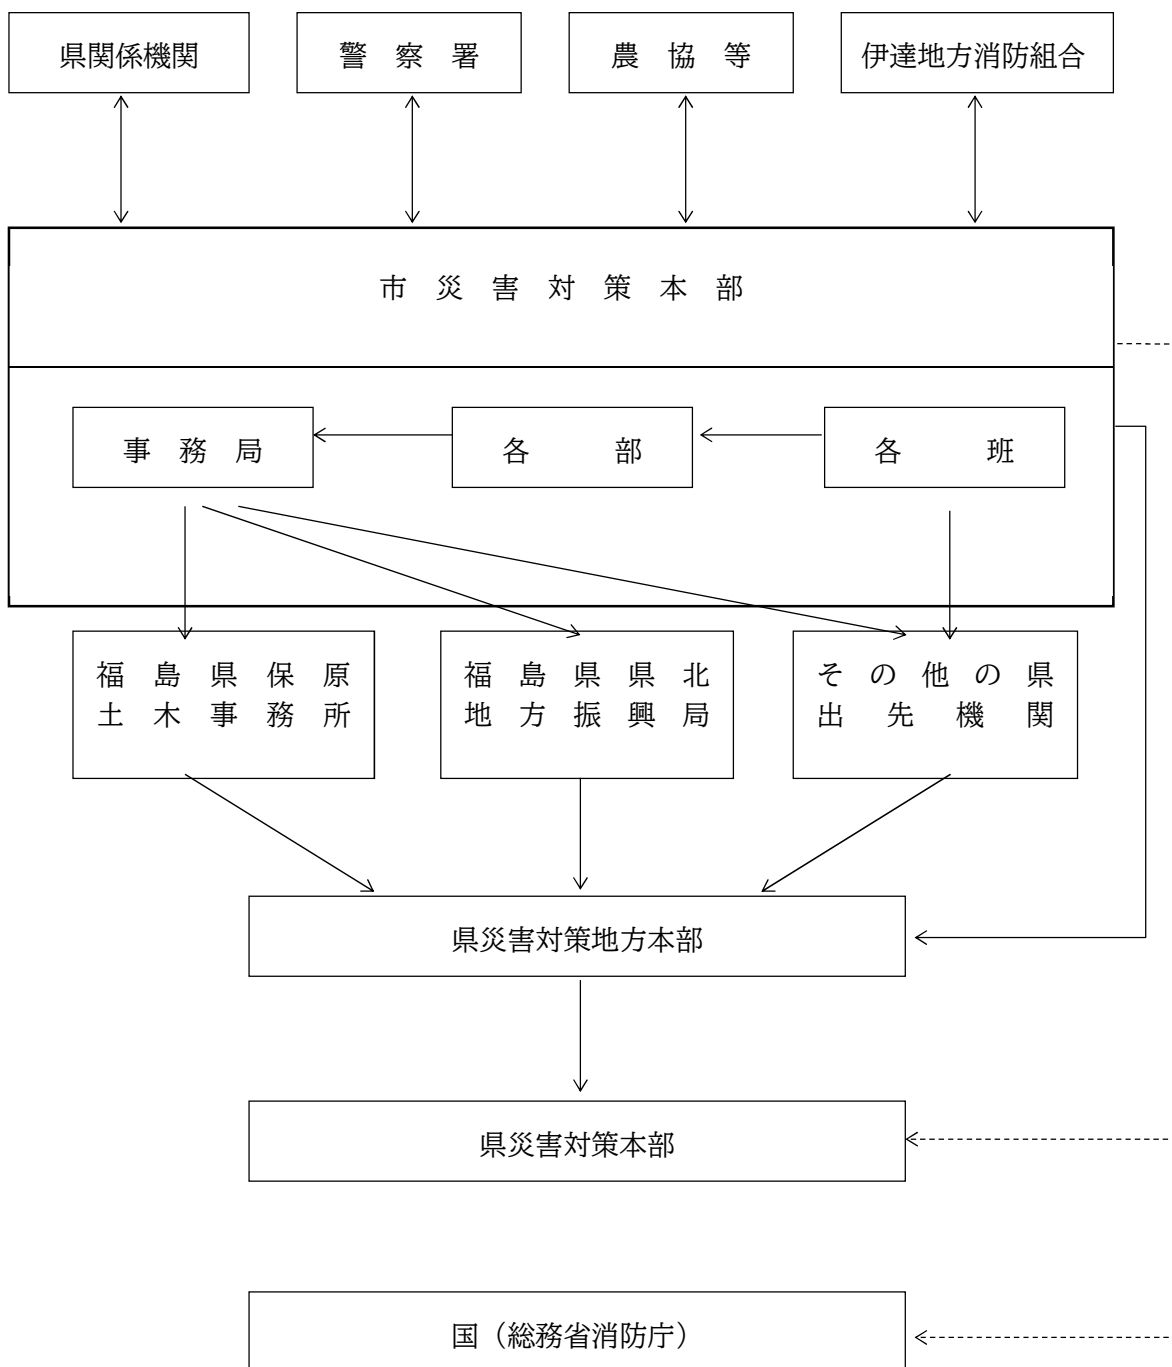 県関係機関
警察署
農協等
伊達地方消防組合
市災害対策本部
事務局
各部
各班
福島県保原
土木事務所
福島県県北
地方振興局
その他の県
出先機関
県災害対策地方本部
県災害対策本部
国（総務省消防庁）